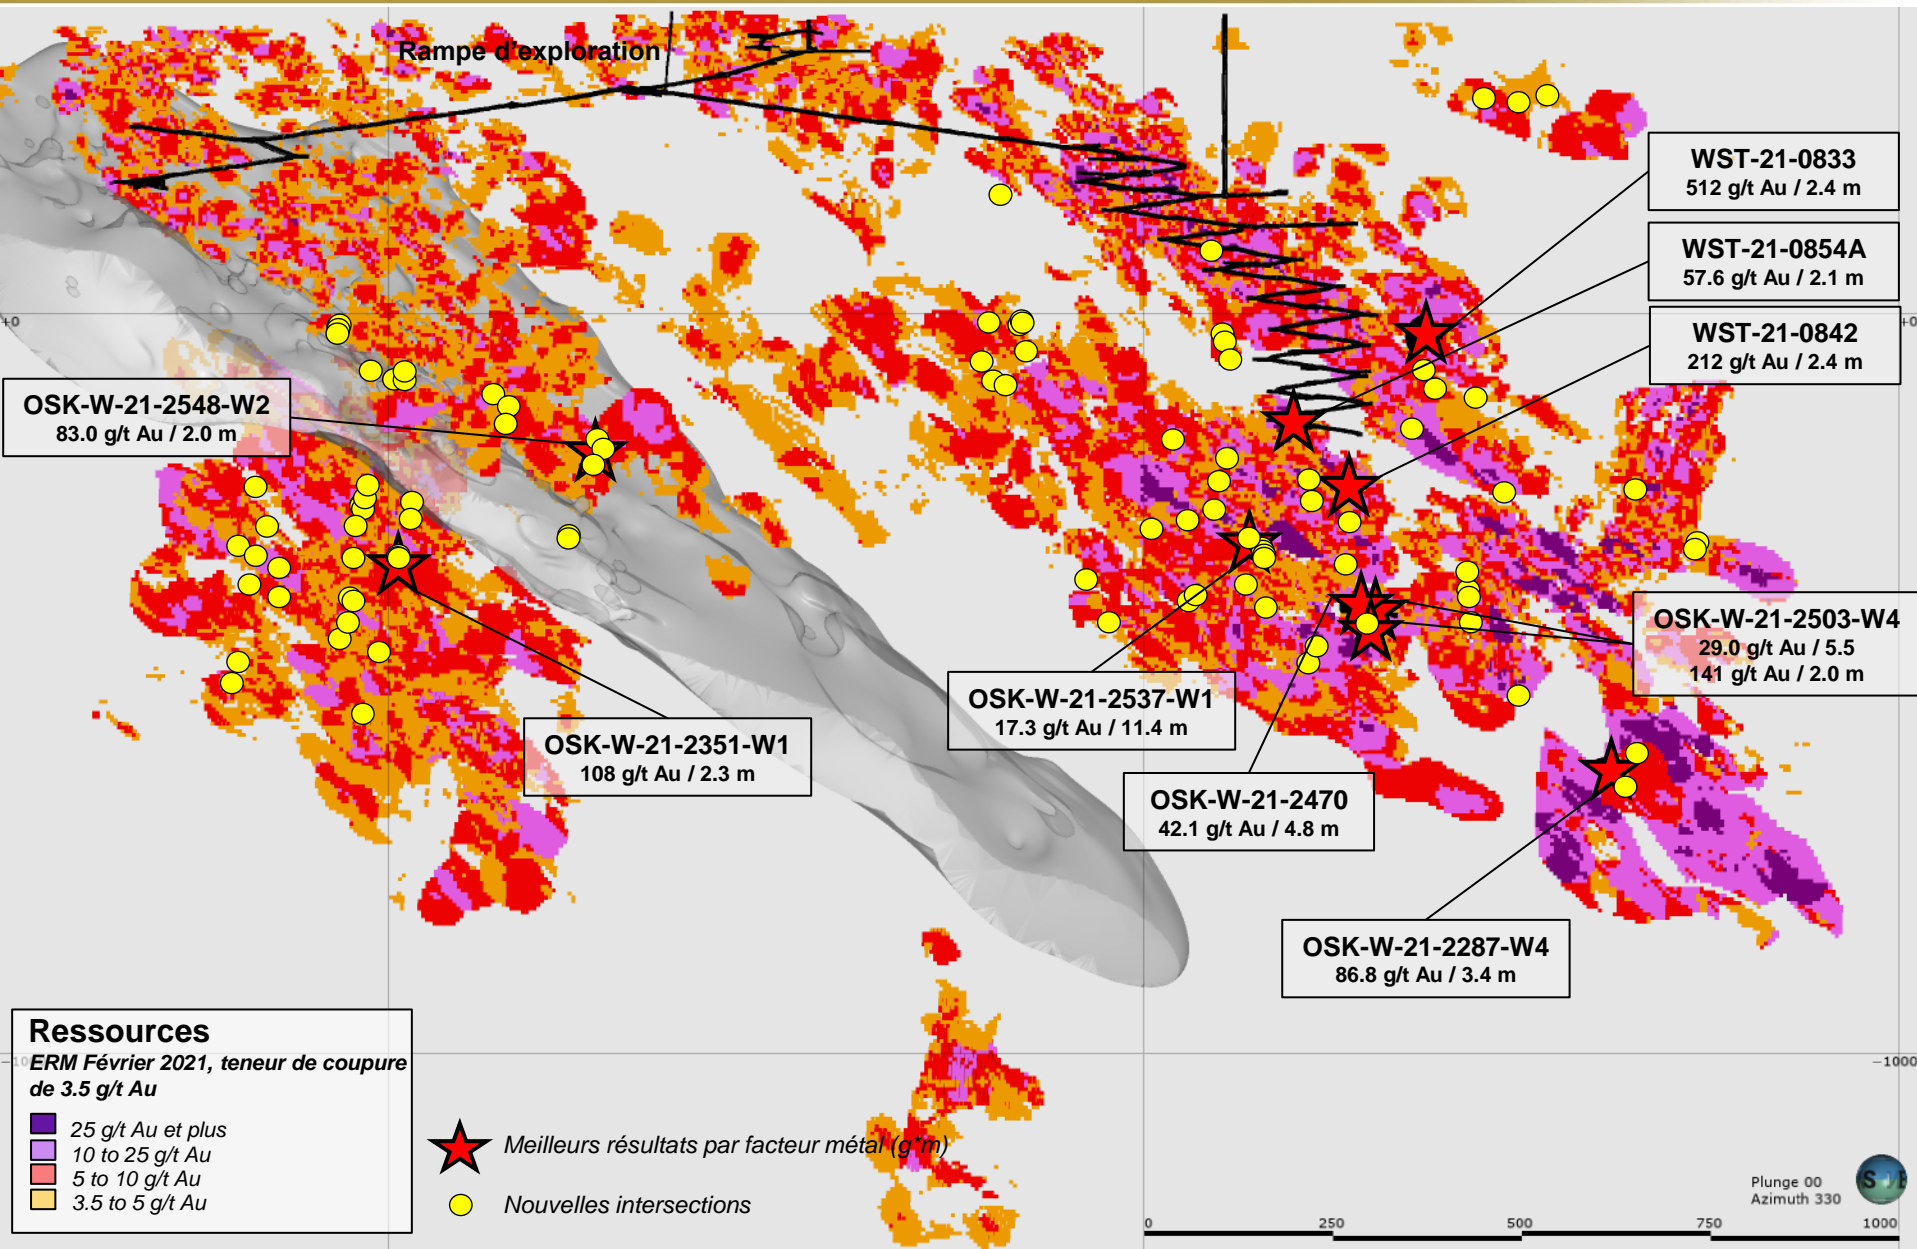 Rampe d'exploration
WST-21-0833
512 g/t Au / 2.4 m
WST-21-0854A
57.6 g/t Au / 2.1 m
WST-21-0842
212 g/t Au / 2.4 m
+0
+0
OSK-W-21-2548-W2
83.0 g/t Au / 2.0 m
OSK-W-21-2503-W4
29.0 g/t Au / 5.5
141 g/t Au / 2.0 m
OSK-W-21-2537-W1
17.3 g/t Au / 11.4 m
OSK-W-21-2351-W1
108 g/t Au / 2.3 m
OSK-W-21-2470
42.1 g/t Au / 4.8 m
OSK-W-21-2287-W4
86.8 g/t Au / 3.4 m
Ressources
ERM Février 2021, teneur de coupure
de 3.5 g/t Au
25 g/t Au et plus
10 to 25 g/t Au
5 to 10 g/t Au
3.5 to 5 g/t Au
Meilleurs résultats par facteur métal (g*m)
Nouvelles intersections
-1000
Plunge 00
Azimuth 330
0 250 500 750 1000